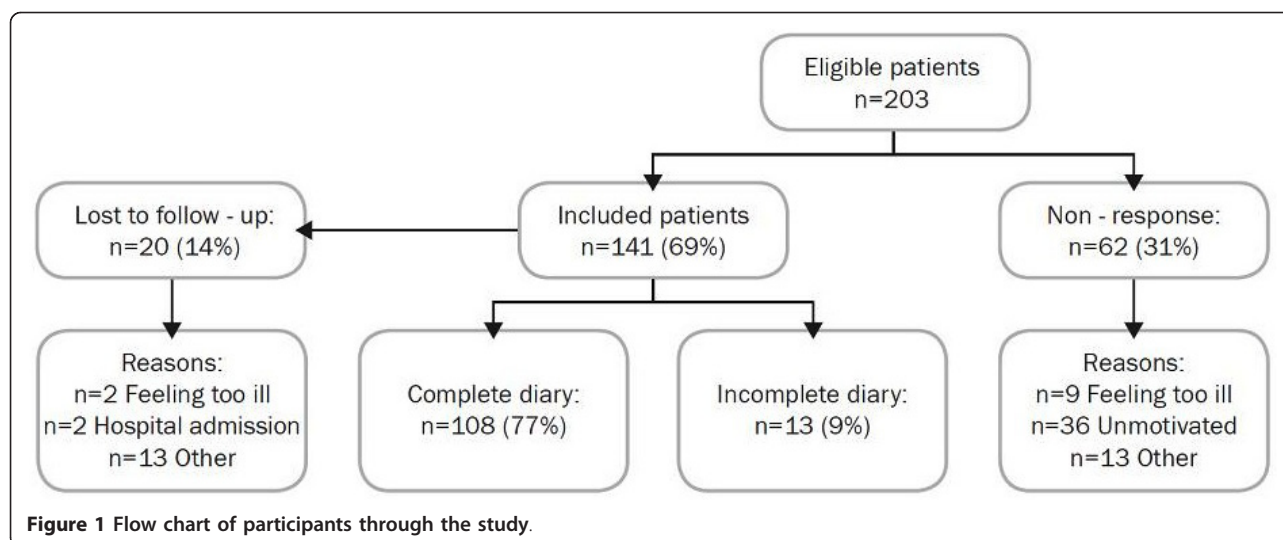 Eligible patients
n=203
Lost to follow - up:
n=20 (14%)
Included patients
n=141 (69%)
Non - response:
n=62 (31%)
Reasons:
n=2 Feeling too ill
n=2 Hospital admission
n=13 Other
Complete diary:
n=108 (77%)
Incomplete diary:
n=13 (9%)
Reasons:
n=9 Feeling too ill
n=36 Unmotivated
n=13 Other
Figure 1 Flow chart of participants through the study.